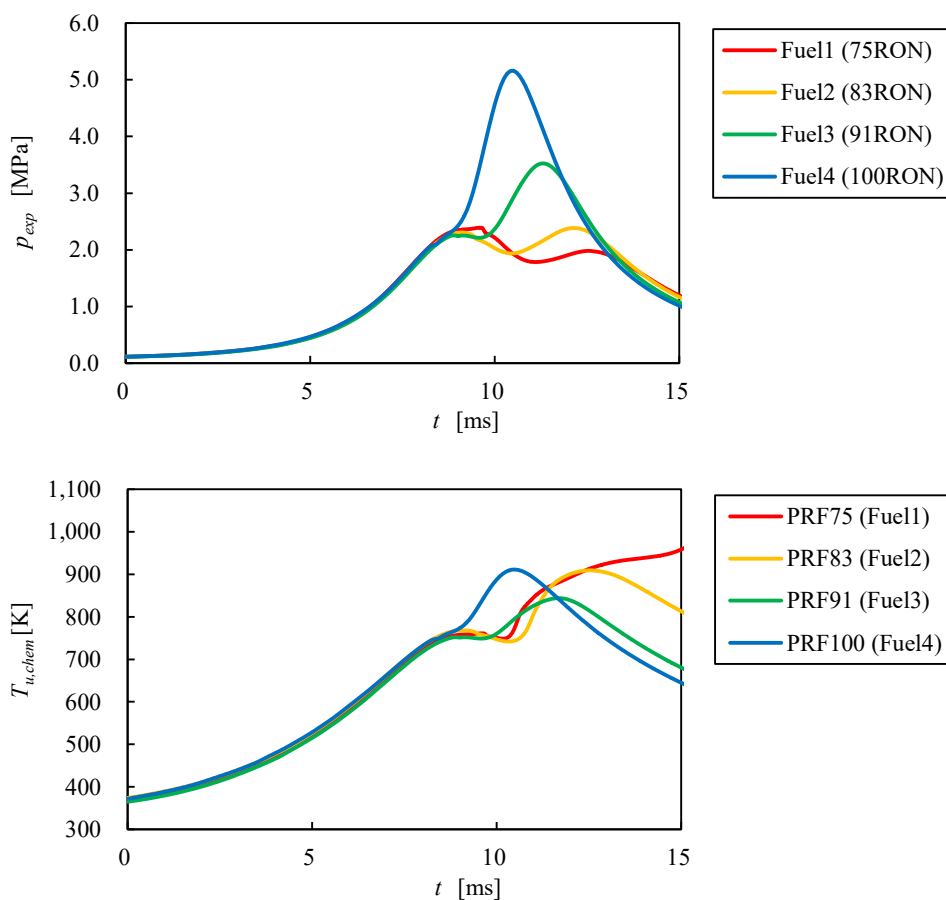 6.0
5.0
4.0
3.0
2.0
1.0
0.0
p_exp [MPa]
0 5 10 15
t [ms]
Fuel1 (75RON)
Fuel2 (83RON)
Fuel3 (91RON)
Fuel4 (100RON)
1,100
1,000
900
800
700
600
500
400
300
T_u,chem [K]
0 5 10 15
t [ms]
PRF75 (Fuel1)
PRF83 (Fuel2)
PRF91 (Fuel3)
PRF100 (Fuel4)